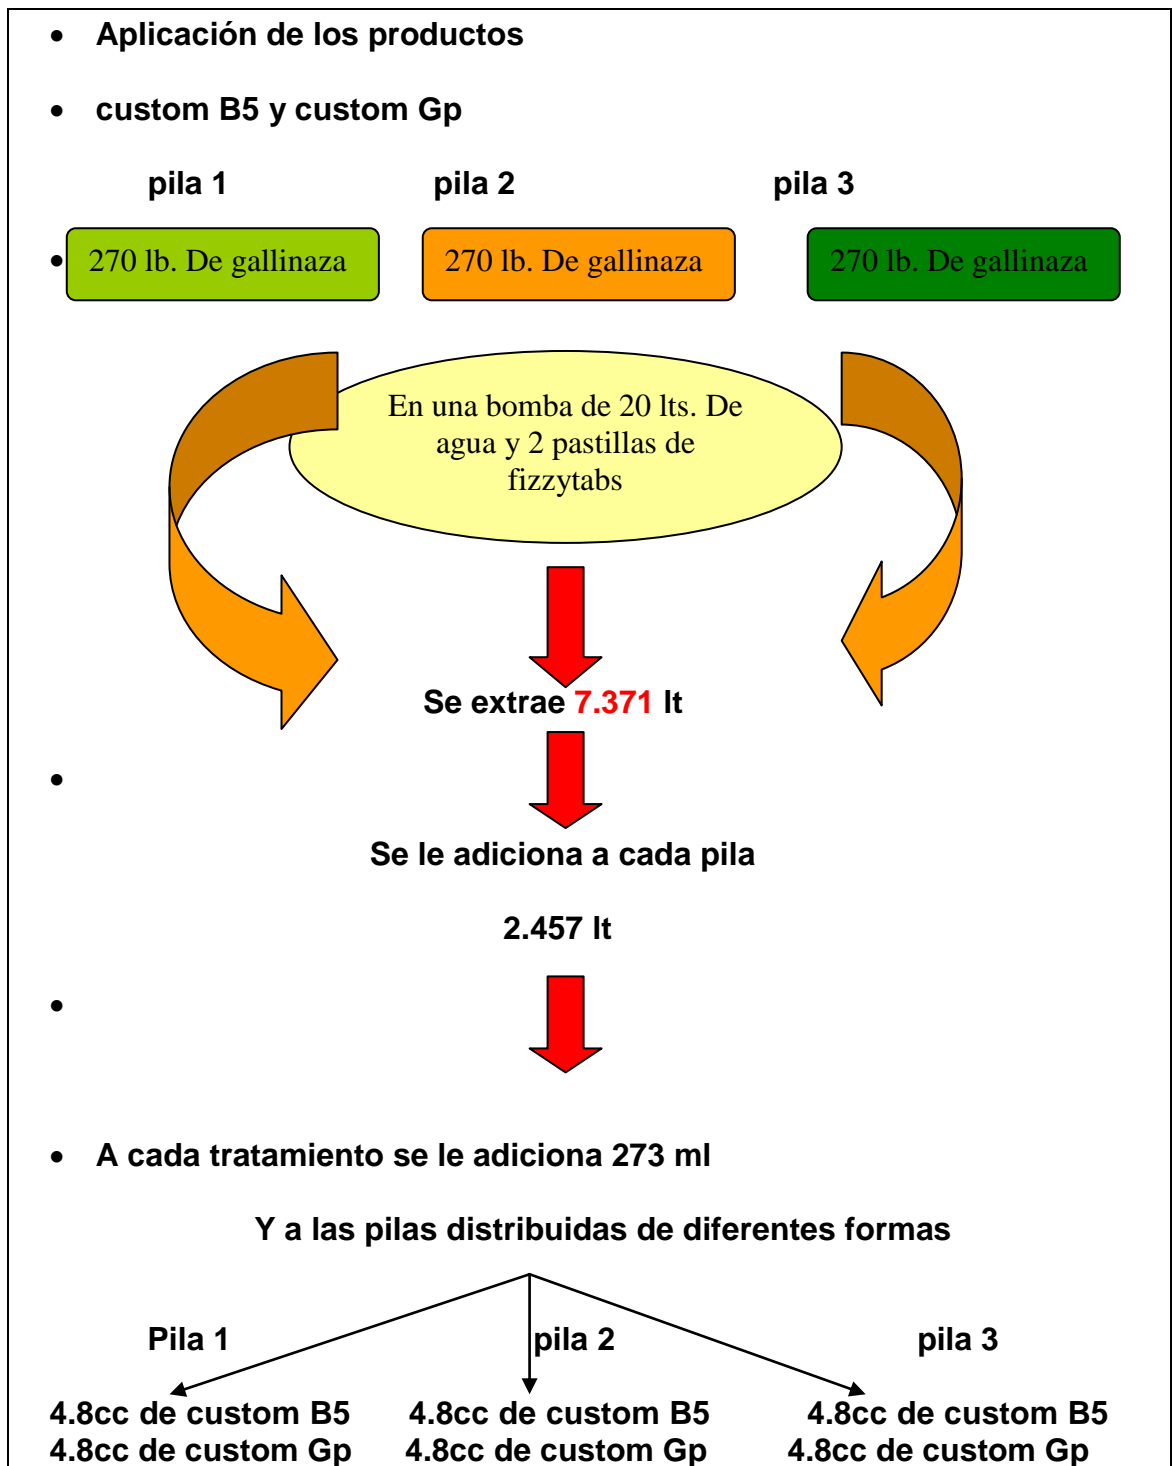 • Aplicación de los productos
• custom B5 y custom Gp
pila 1 pila 2 pila 3
• 270 lb. De gallinaza 270 lb. De gallinaza 270 lb. De gallinaza
En una bomba de 20 lts. De
agua y 2 pastillas de
fizzytabs
Se extrae 7.371 lt
•
Se le adiciona a cada pila
2.457 lt
•
• A cada tratamiento se le adiciona 273 ml
Y a las pilas distribuidas de diferentes formas
Pila 1 pila 2 pila 3
4.8cc de custom B5 4.8cc de custom B5 4.8cc de custom B5
4.8cc de custom Gp 4.8cc de custom Gp 4.8cc de custom Gp